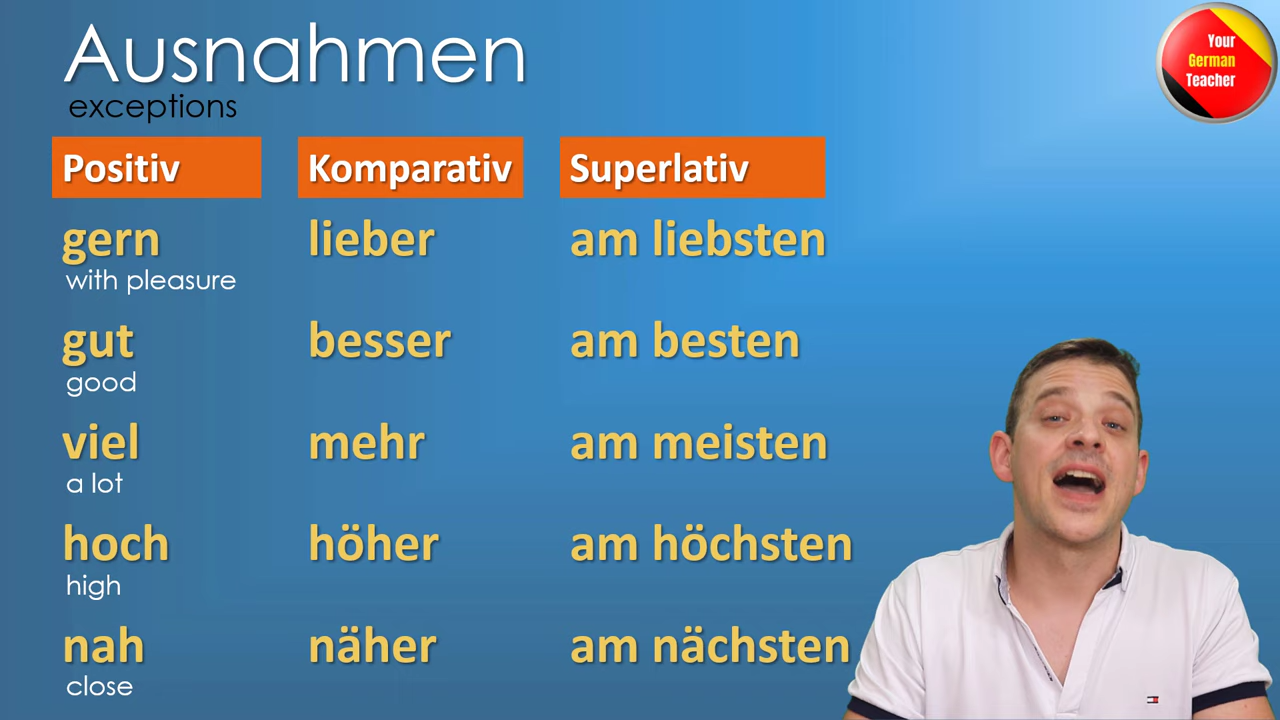 Ausnahmen
exceptions
Your
German
Teacher
Positiv Komparativ Superlativ
gern lieber am liebsten
with pleasure
gut besser am besten
good
viel mehr am meisten
a lot
hoch höher am höchsten
high
nah näher am nächsten
close